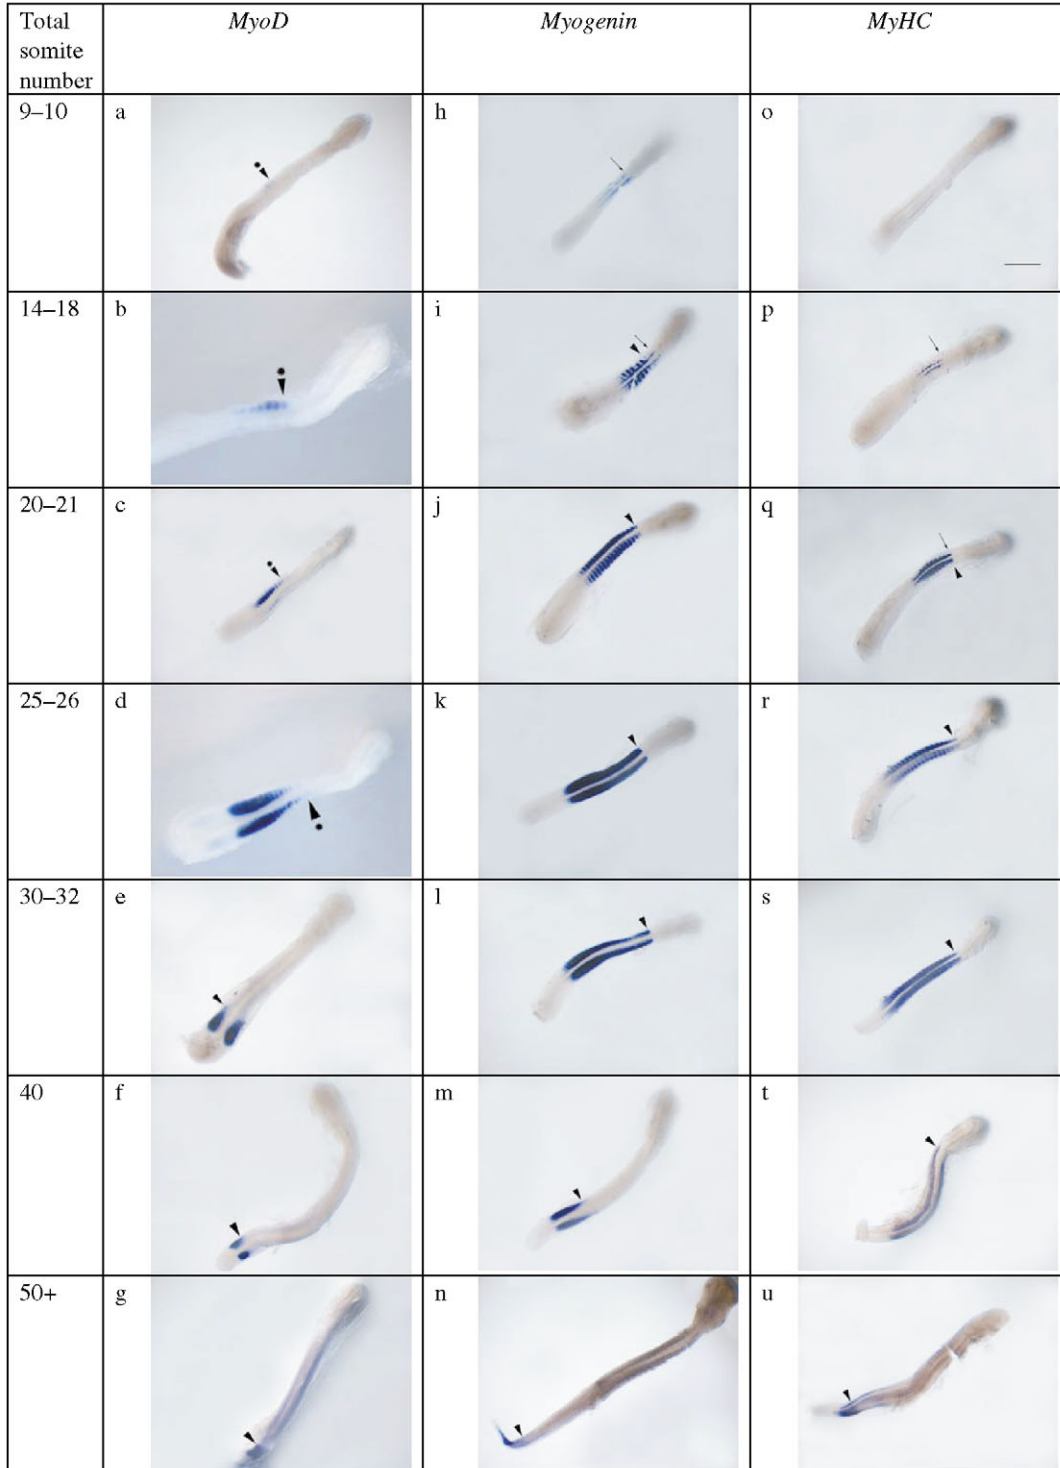 Total somite number MyoD Myogenin MyHC
9–10 a h o
14–18 b i p
20–21 c j q
25–26 d k r
30–32 e l s
40 f m t
50+ g n u